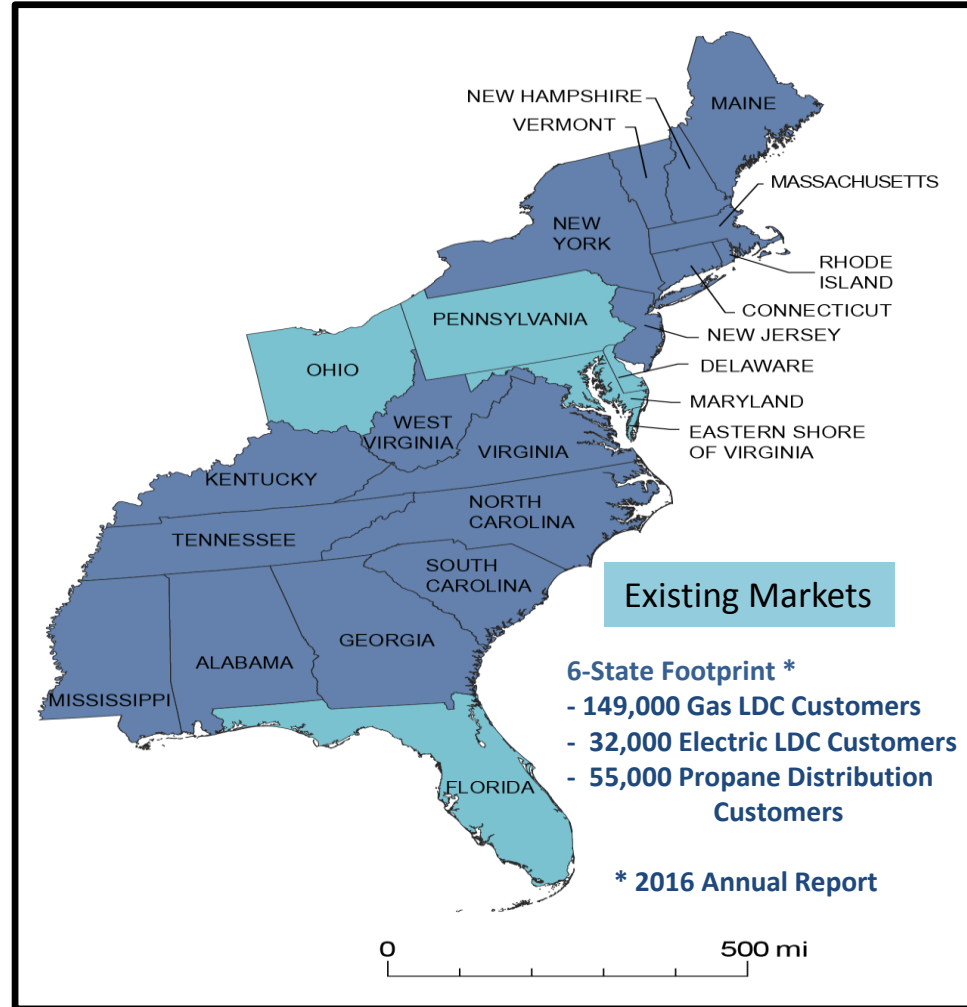 NEW HAMPSHIRE
VERMONT
MAINE
MASSACHUSETTS
NEW
YORK
RHODE
ISLAND
CONNECTICUT
PENNSYLVANIA
NEW JERSEY
OHIO
DELAWARE
MARYLAND
WEST
VIRGINIA
EASTERN SHORE
OF VIRGINIA
VIRGINIA
KENTUCKY
NORTH
CAROLINA
TENNESSEE
SOUTH
CAROLINA
GEORGIA
ALABAMA
MISSISSIPPI
FLORIDA
Existing Markets
6-State Footprint *
- 149,000 Gas LDC Customers
- 32,000 Electric LDC Customers
- 55,000 Propane Distribution
Customers
* 2016 Annual Report
0 500 mi